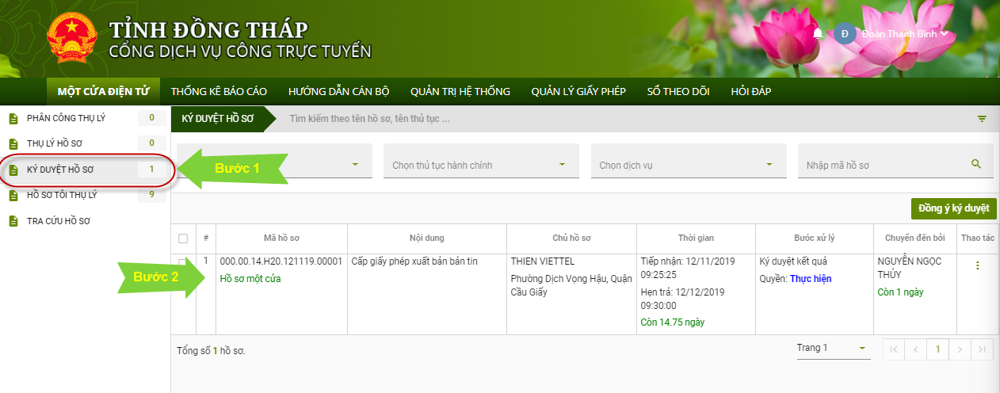 TỈNH ĐỒNG THÁP
CỔNG DỊCH VỤ CÔNG TRỰC TUYẾN
Đ Đoàn Thanh Bình
MỘT CỬA ĐIỆN TỬ THỐNG KÊ BÁO CÁO HƯỚNG DẪN CÁN BỘ QUẢN TRỊ HỆ THỐNG QUẢN LÝ GIẤY PHÉP SỔ THEO DÕI HỎI ĐÁP
PHÂN CÔNG THỤ LÝ 0
THỤ LÝ HỒ SƠ 0
KÝ DUYỆT HỒ SƠ 1
HỒ SƠ TÔI THỤ LÝ 9
TRA CỨU HỒ SƠ
KÝ DUYỆT HỒ SƠ Tìm kiếm theo tên hồ sơ, tên thủ tục ...
Bước 1
Chọn thủ tục hành chính Chọn dịch vụ Nhập mã hồ sơ
Đồng ý ký duyệt
# Mã hồ sơ Nội dung Chủ hồ sơ Thời gian Bước xử lý Chuyển đến bởi Thao tác
Bước 2
1 000.00.14.H20.121119.00001 Cấp giấy phép xuất bản bản tin THIEN VIETTEL Tiếp nhận: 12/11/2019 Ký duyệt kết quả NGUYỄN NGỌC
Hồ sơ một cửa Phường Dịch Vọng Hậu, Quận 09:25:25 Quyền: Thực hiện THỦY
Cầu Giấy Hẹn trả: 12/12/2019 Còn 1 ngày
09:30:00
Còn 14.75 ngày
Tổng số 1 hồ sơ. Trang 1 1